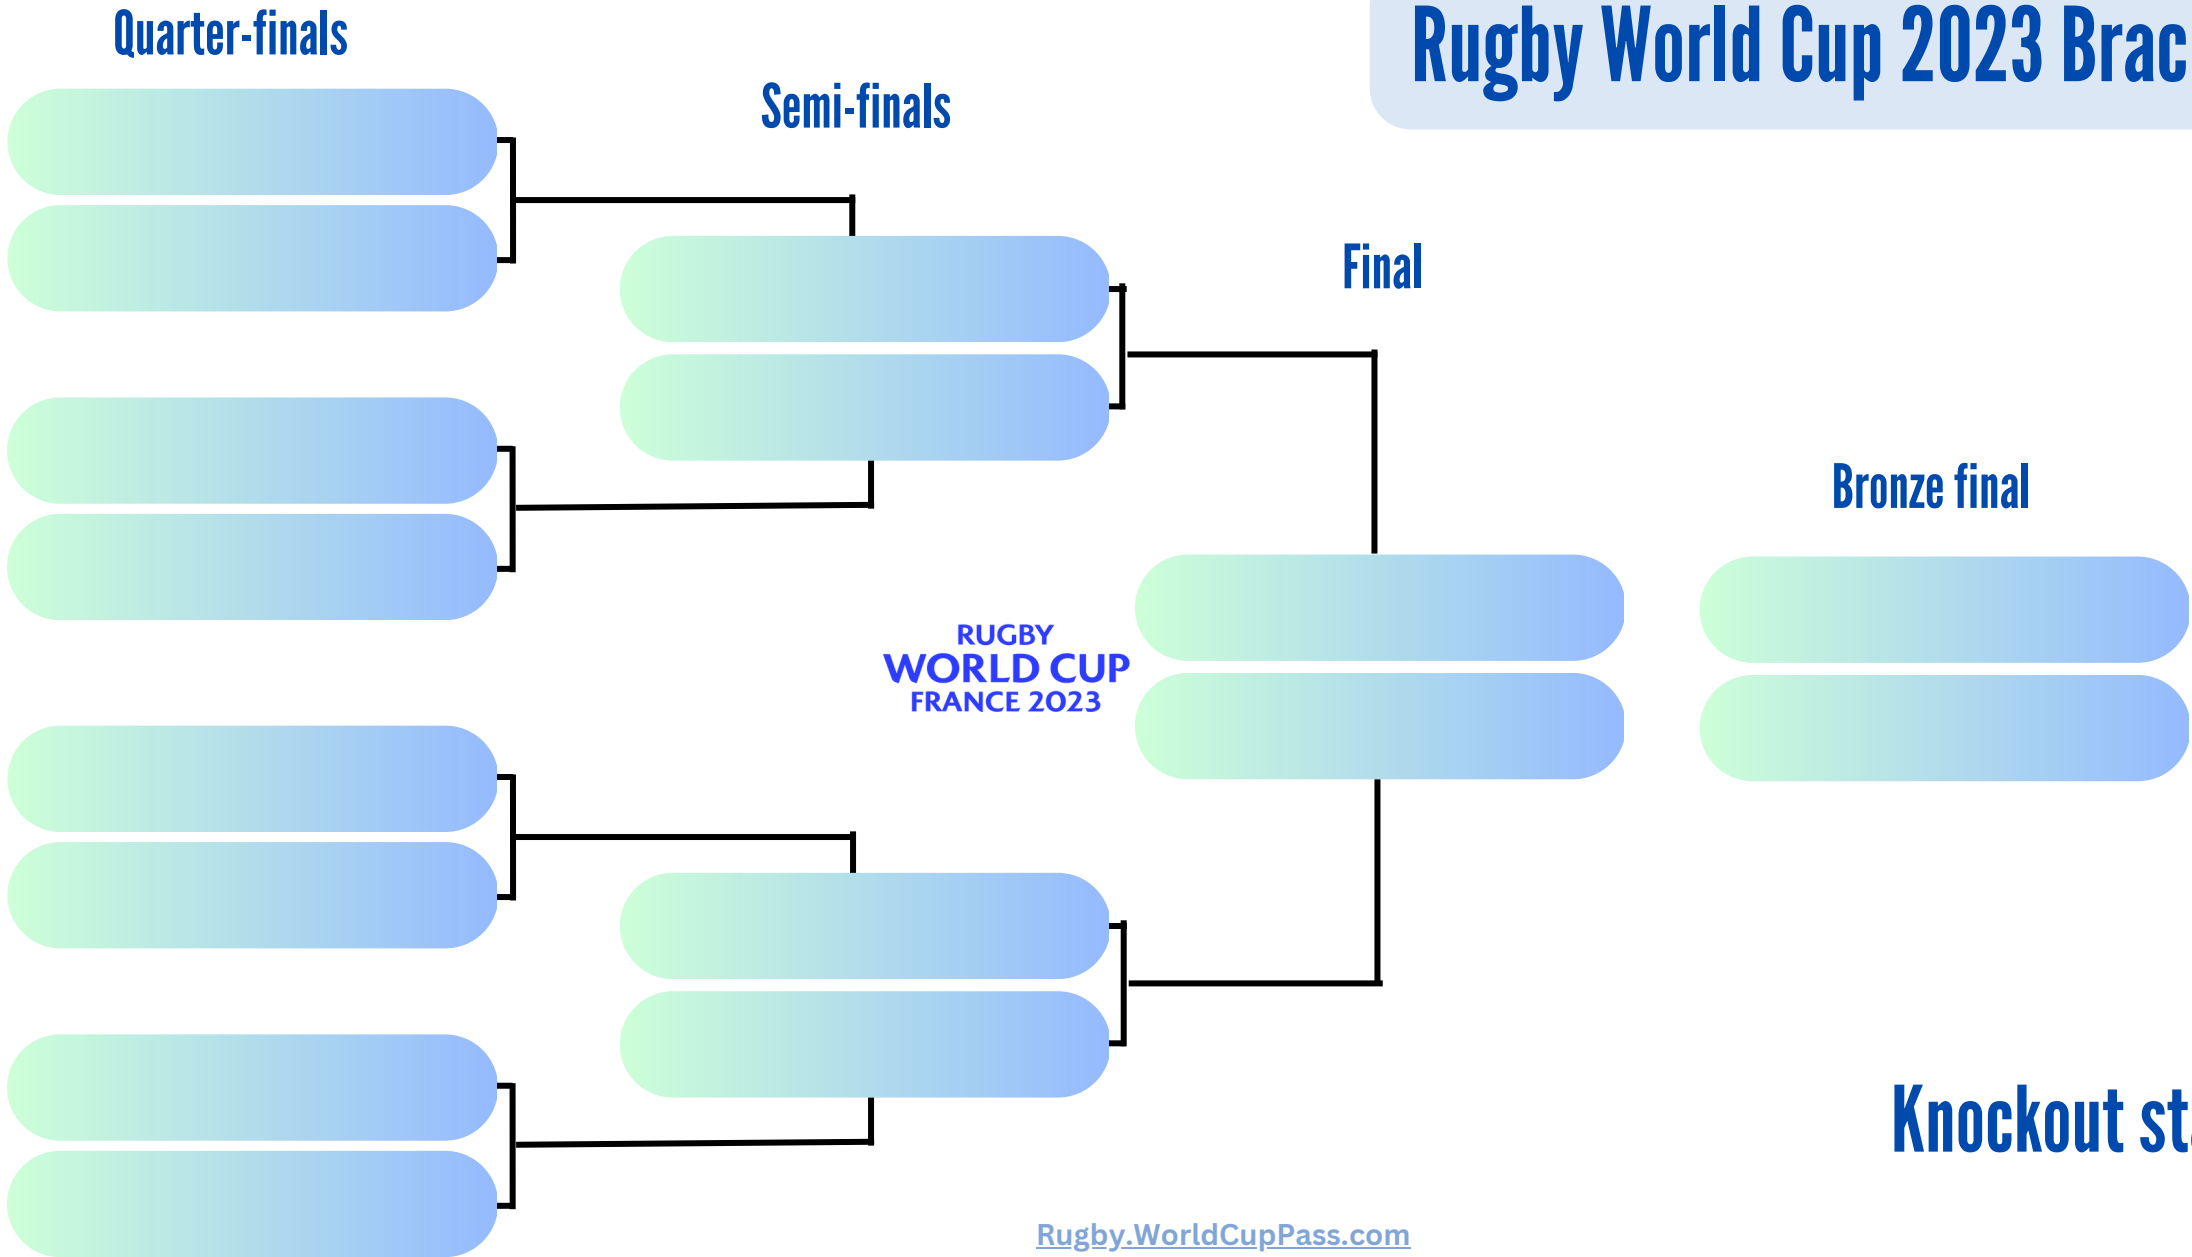 Quarter-finals
Rugby World Cup 2023 Brac
Semi-finals
Final
Bronze final
RUGBY
WORLD CUP
FRANCE 2023
Knockout sta
Rugby.WorldCupPass.com